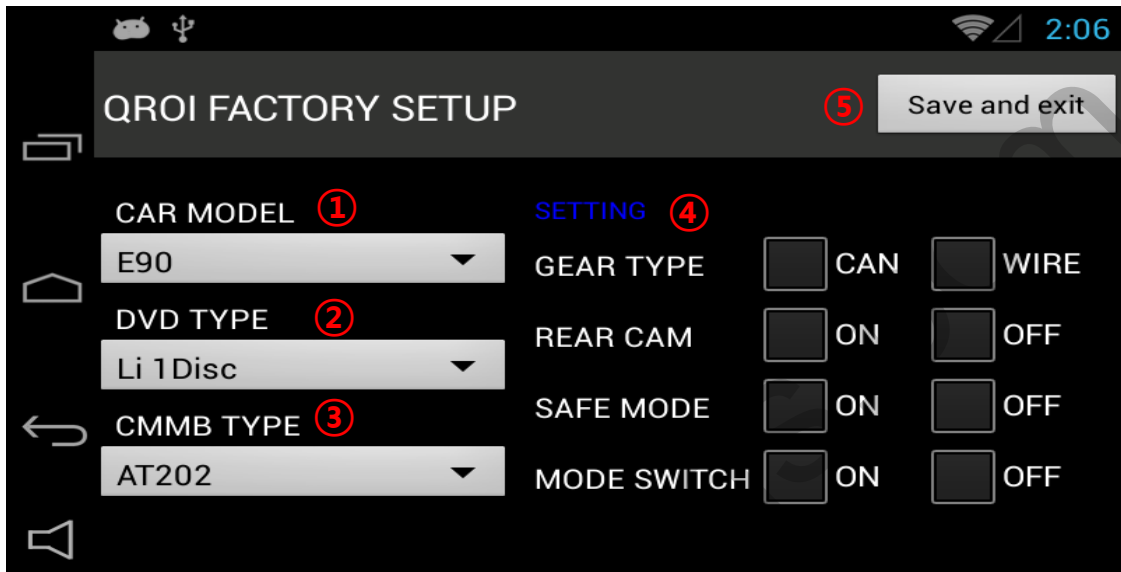 2:06
QROI FACTORY SETUP
⑤ Save and exit
CAR MODEL ①
E90
DVD TYPE ②
Li 1Disc
CMMB TYPE ③
AT202
SETTING ④
GEAR TYPE CAN WIRE
REAR CAM ON OFF
SAFE MODE ON OFF
MODE SWITCH ON OFF